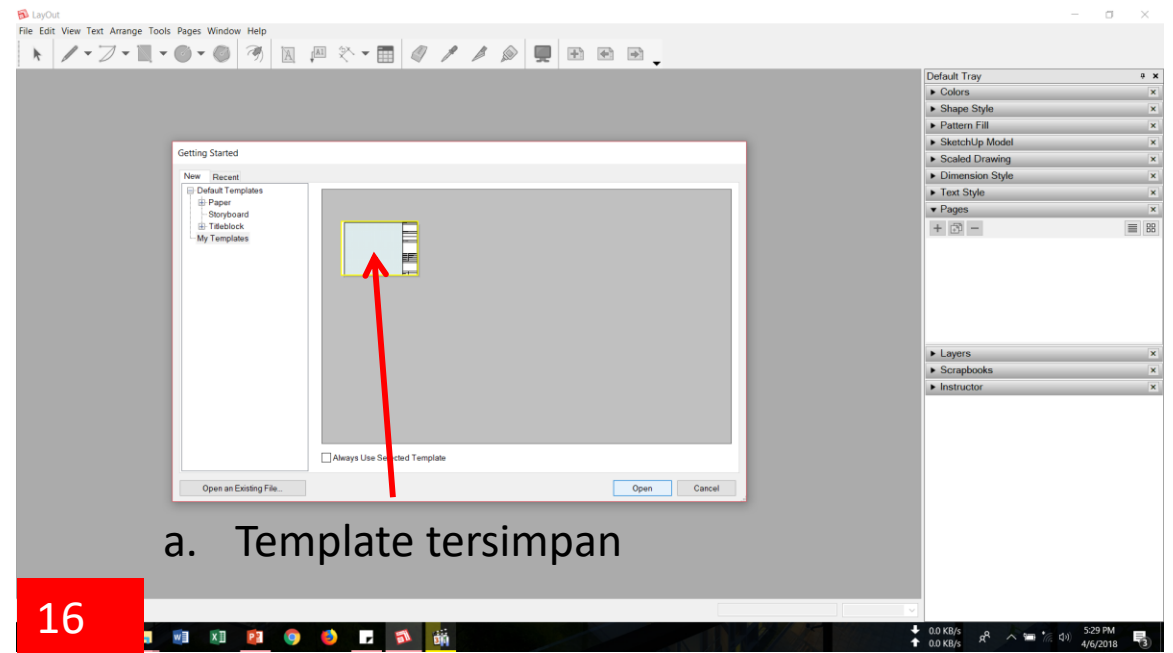 LayOut
File Edit View Text Arrange Tools Pages Window Help
Default Tray
Colors
Shape Style
Pattern Fill
SketchUp Model
Scaled Drawing
Dimension Style
Text Style
Pages
Layers
Scrapbooks
Instructor
Getting Started
New Recent
Default Templates
Paper
Storyboard
Titleblock
My Templates
Always Use Selected Template
Open an Existing File... Open Cancel
a. Template tersimpan
16
0.0 KB/s
0.0 KB/s
5:29 PM
4/6/2018
3